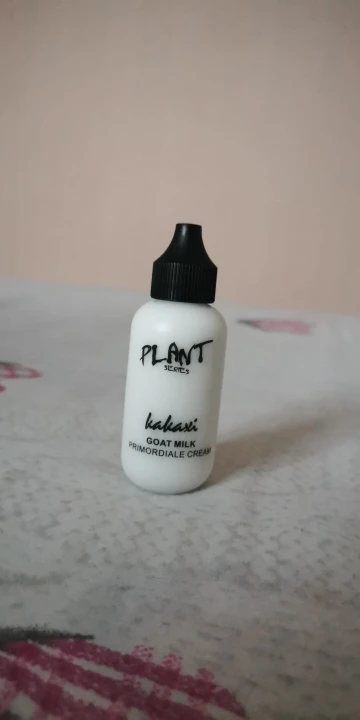 PLANT
SERIES
kakaxi
GOAT MILK
PRIMORDIALE CREAM